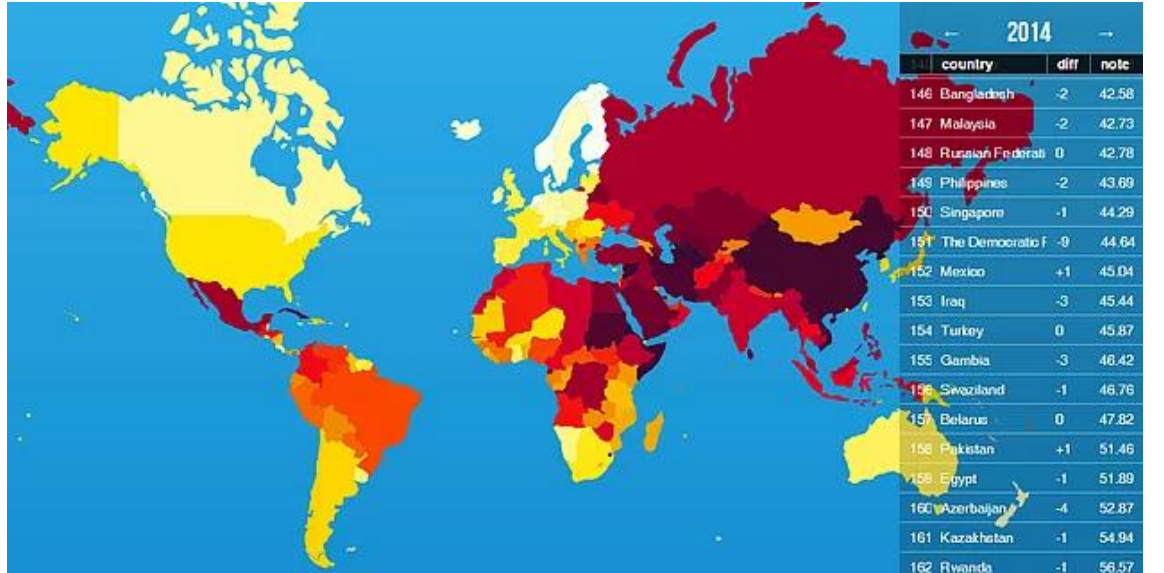 ← 2014 →
country diff note
146 Bangladesh -2 42.58
147 Malaysia -2 42.73
148 Russian Federati 0 42.78
149 Philippines -2 43.69
150 Singapore -1 44.29
151 The Democratic F -9 44.64
152 Mexico +1 45.04
153 Iraq -3 45.44
154 Turkey 0 45.87
155 Gambia -3 46.42
156 Swaziland -1 46.76
157 Belarus 0 47.82
158 Pakistan +1 51.46
159 Egypt -1 51.89
160 Azerbaijan -4 52.87
161 Kazakhstan -1 54.94
162 Rwanda -1 56.57